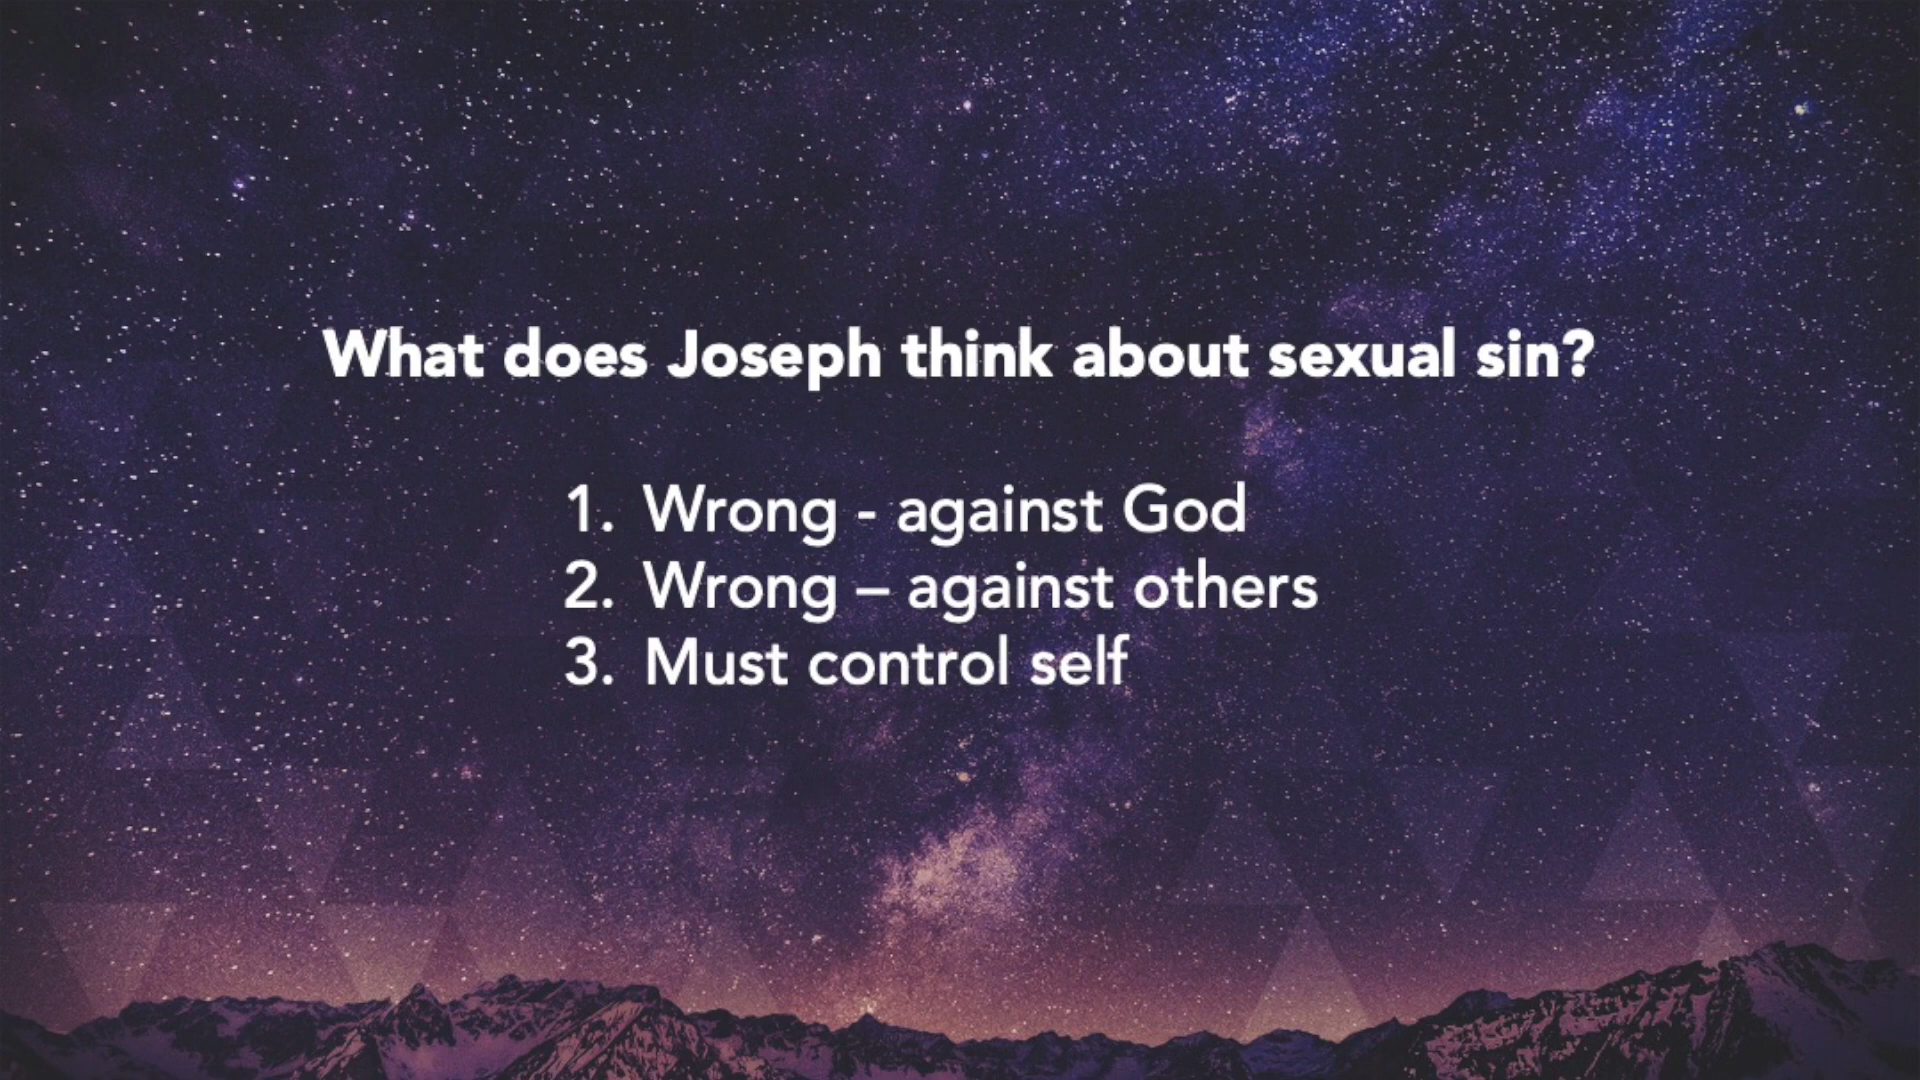 What does Joseph think about sexual sin?
1. Wrong - against God
2. Wrong – against others
3. Must control self